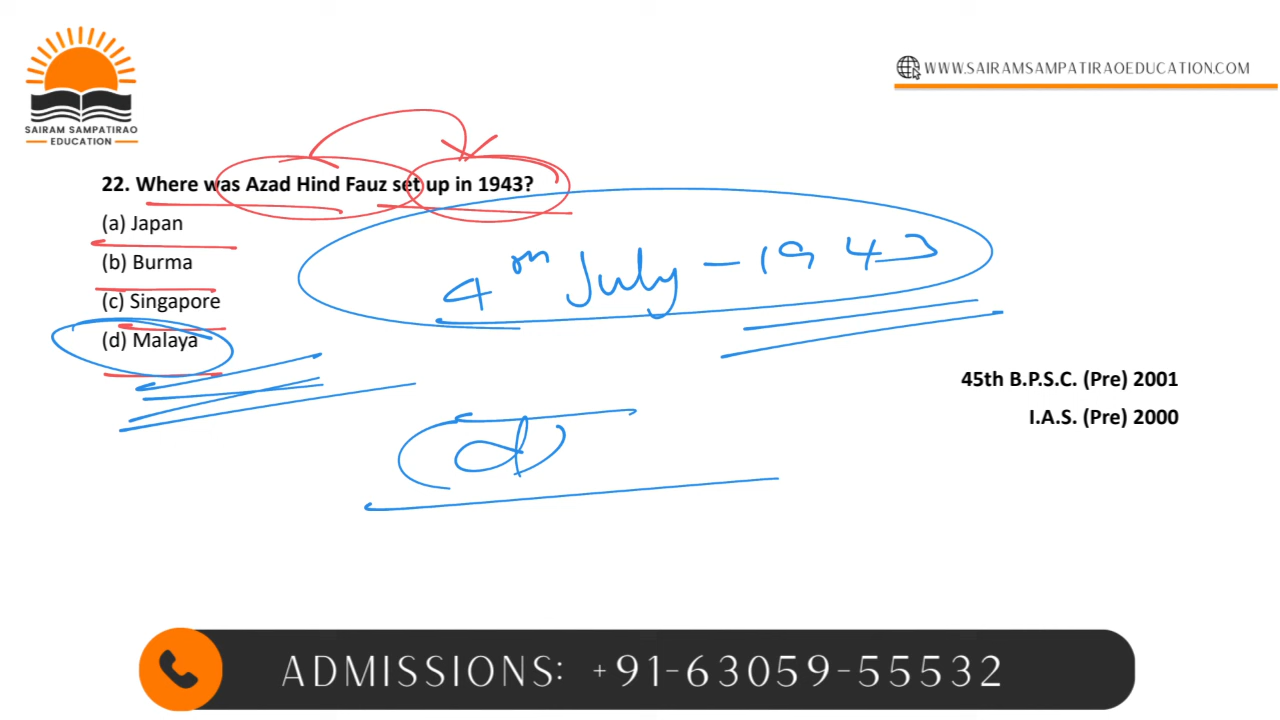 WWW.SAIRAMSAMPATIRAOEDUCATION.COM
SAIRAM SAMPATIRAO
EDUCATION
22. Where was Azad Hind Fauz set up in 1943?
(a) Japan
(b) Burma
(c) Singapore
(d) Malaya
4th July - 1943
45th B.P.S.C. (Pre) 2001
I.A.S. (Pre) 2000
d
ADMISSIONS: +91-63059-55532